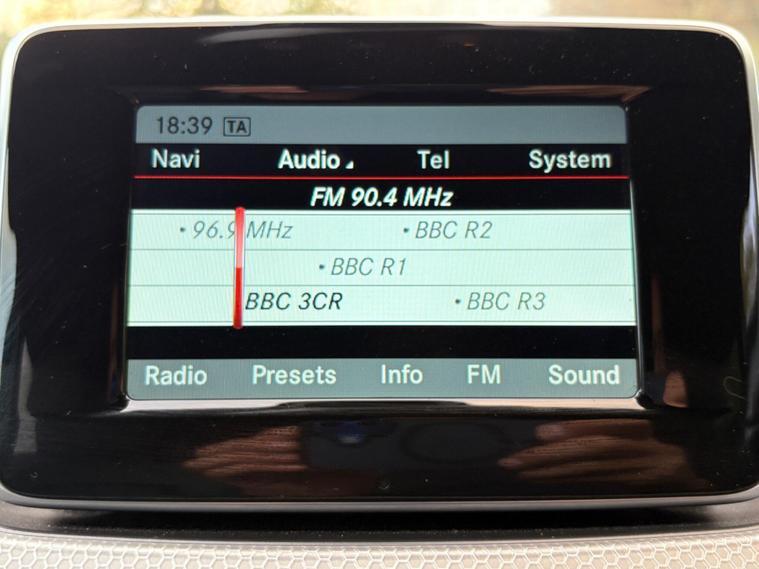 18:39 TA
Navi Audio Tel System
FM 90.4 MHz
• 96.9 MHz • BBC R2
• BBC R1
BBC 3CR • BBC R3
Radio Presets Info FM Sound